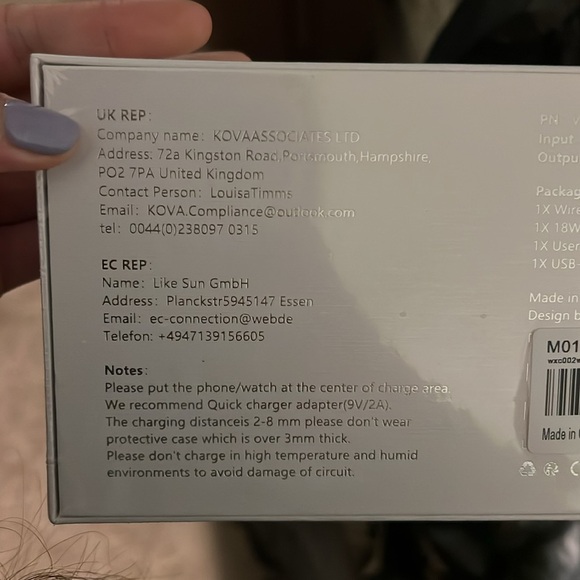 UK REP:
Company name: KOVAASSOCIATES LTD
Address: 72a Kingston Road,Portsmouth,Hampshire,
PO2 7PA United Kingdom
Contact Person: LouisaTimms
Email: KOVA.Compliance@outlook.com
tel: 0044(0)238097 0315
EC REP:
Name: Like Sun GmbH
Address: Planckstr5945147 Essen
Email: ec-connection@webde
Telefon: +4947139156605
Notes:
Please put the phone/watch at the center of charge area.
We recommend Quick charger adapter(9V/2A).
The charging distanceis 2-8 mm please don't wear
protective case which is over 3mm thick.
Please don't charge in high temperature and humid
environments to avoid damage of circuit.
PN:
Input
Outpu
Packag
1X Wire
1X 18W
1X User
1X USB-
Made in
Design b
M01
wxc002w
Made in